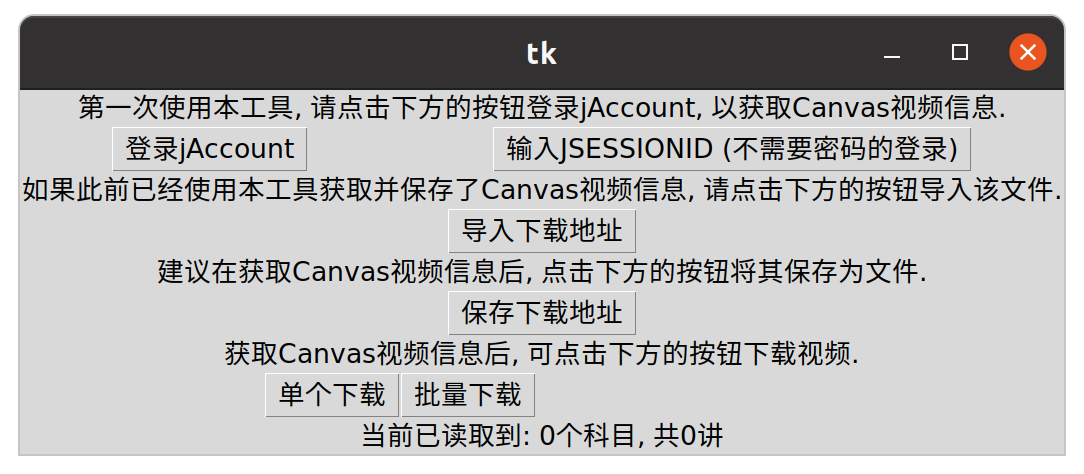 tk
第一次使用本工具, 请点击下方的按钮登录jAccount, 以获取Canvas视频信息.
登录jAccount 输入JSESSIONID (不需要密码的登录)
如果此前已经使用本工具获取并保存了Canvas视频信息, 请点击下方的按钮导入该文件.
导入下载地址
建议在获取Canvas视频信息后, 点击下方的按钮将其保存为文件.
保存下载地址
获取Canvas视频信息后, 可点击下方的按钮下载视频.
单个下载 批量下载
当前已读取到: 0个科目, 共0讲